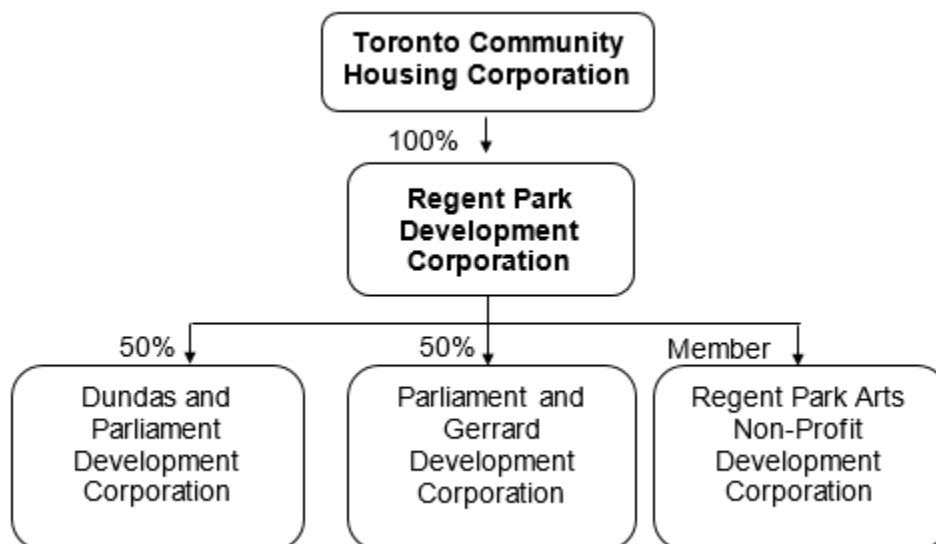 Toronto Community
Housing Corporation
100%
Regent Park
Development
Corporation
50%
50%
Member
Dundas and
Parliament
Development
Corporation
Parliament and
Gerrard
Development
Corporation
Regent Park Arts
Non-Profit
Development
Corporation